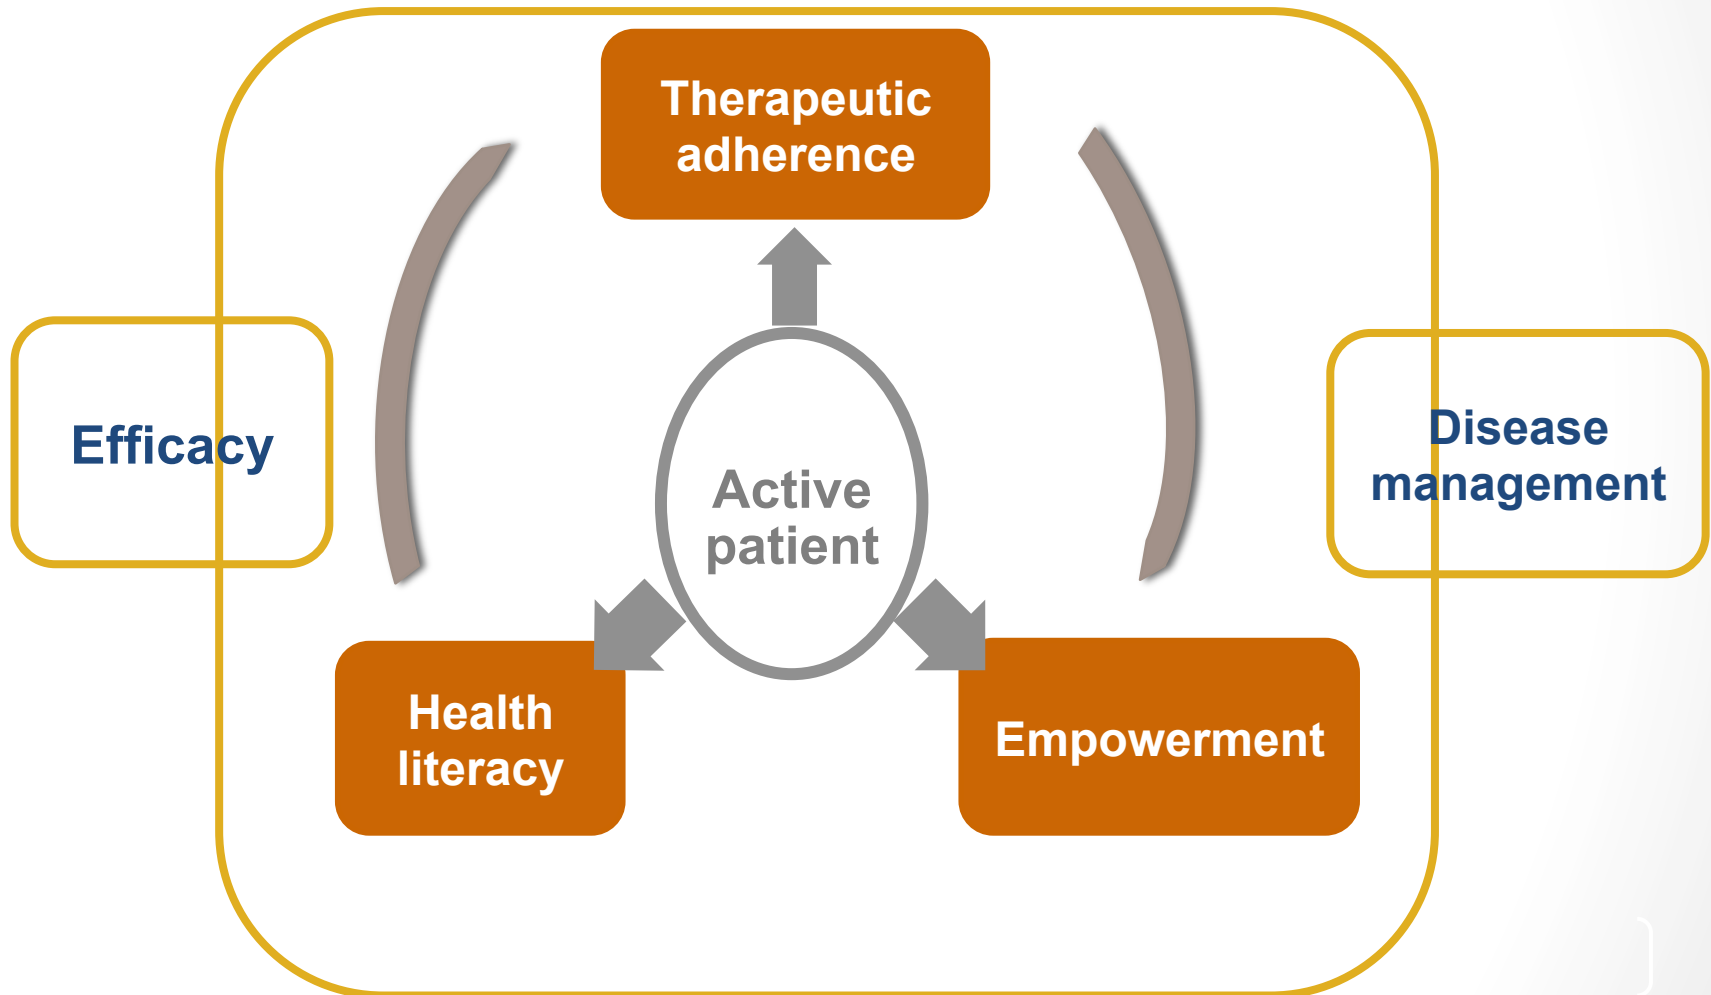 Therapeutic
adherence
Efficacy
Disease
management
Active
patient
Health
literacy
Empowerment